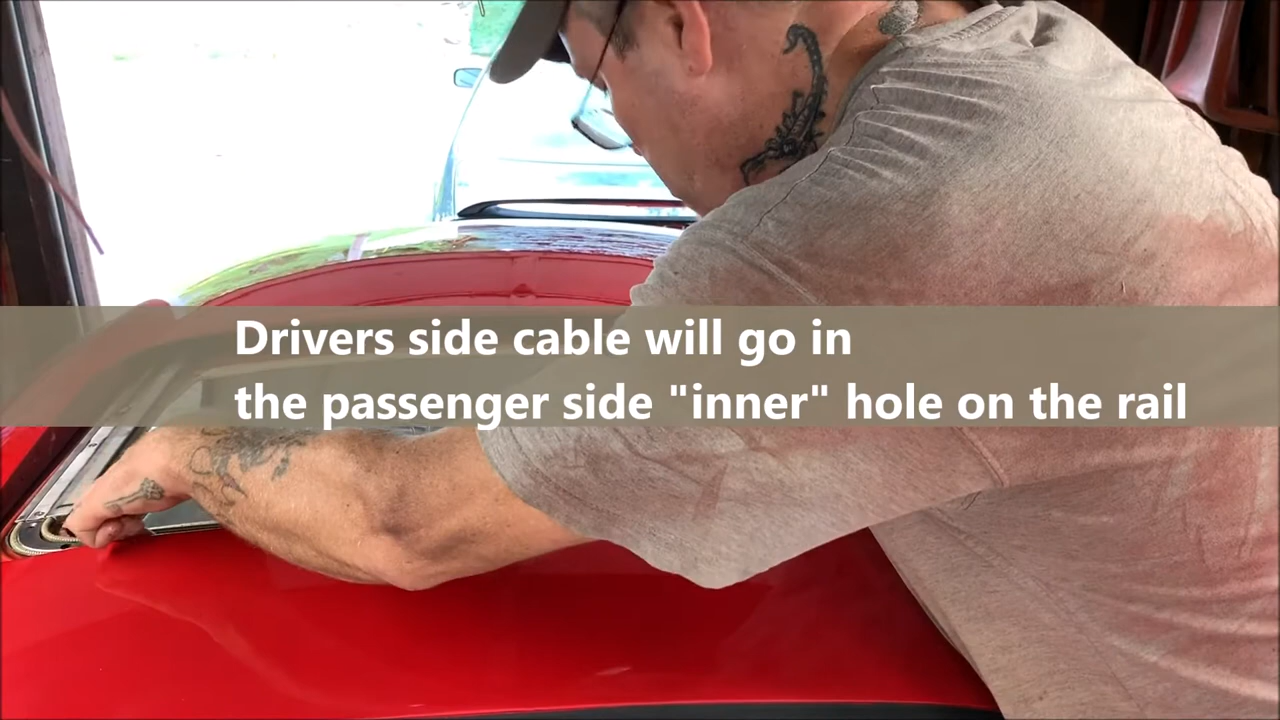 Drivers side cable will go in
the passenger side "inner" hole on the rail